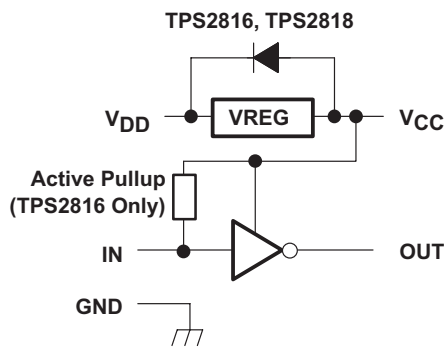 TPS2816, TPS2818
VDD
VREG
VCC
Active Pullup
(TPS2816 Only)
IN
OUT
GND